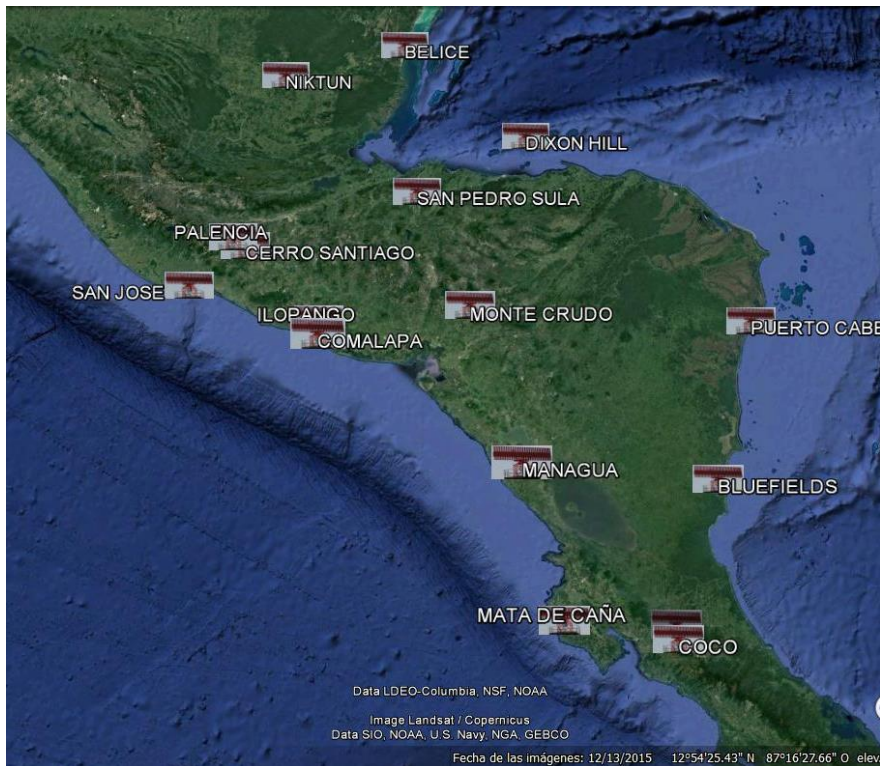 BELICE
NIKTUN
DIXON HILL
SAN PEDRO SULA
PALENCIA
CERRO SANTIAGO
SAN JOSE
ILOPANGO
MONTE CRUDO
COMALAPA
PUERTO CABE
MANAGUA
BLUEFIELDS
MATA DE CAÑA
COCO
Data LDEO-Columbia, NSF, NOAA
Image Landsat / Copernicus
Data SIO, NOAA, U.S. Navy, NGA, GEBCO
Fecha de las imágenes: 12/13/2015 12°54'25.43" N 87°16'27.66" O elev.